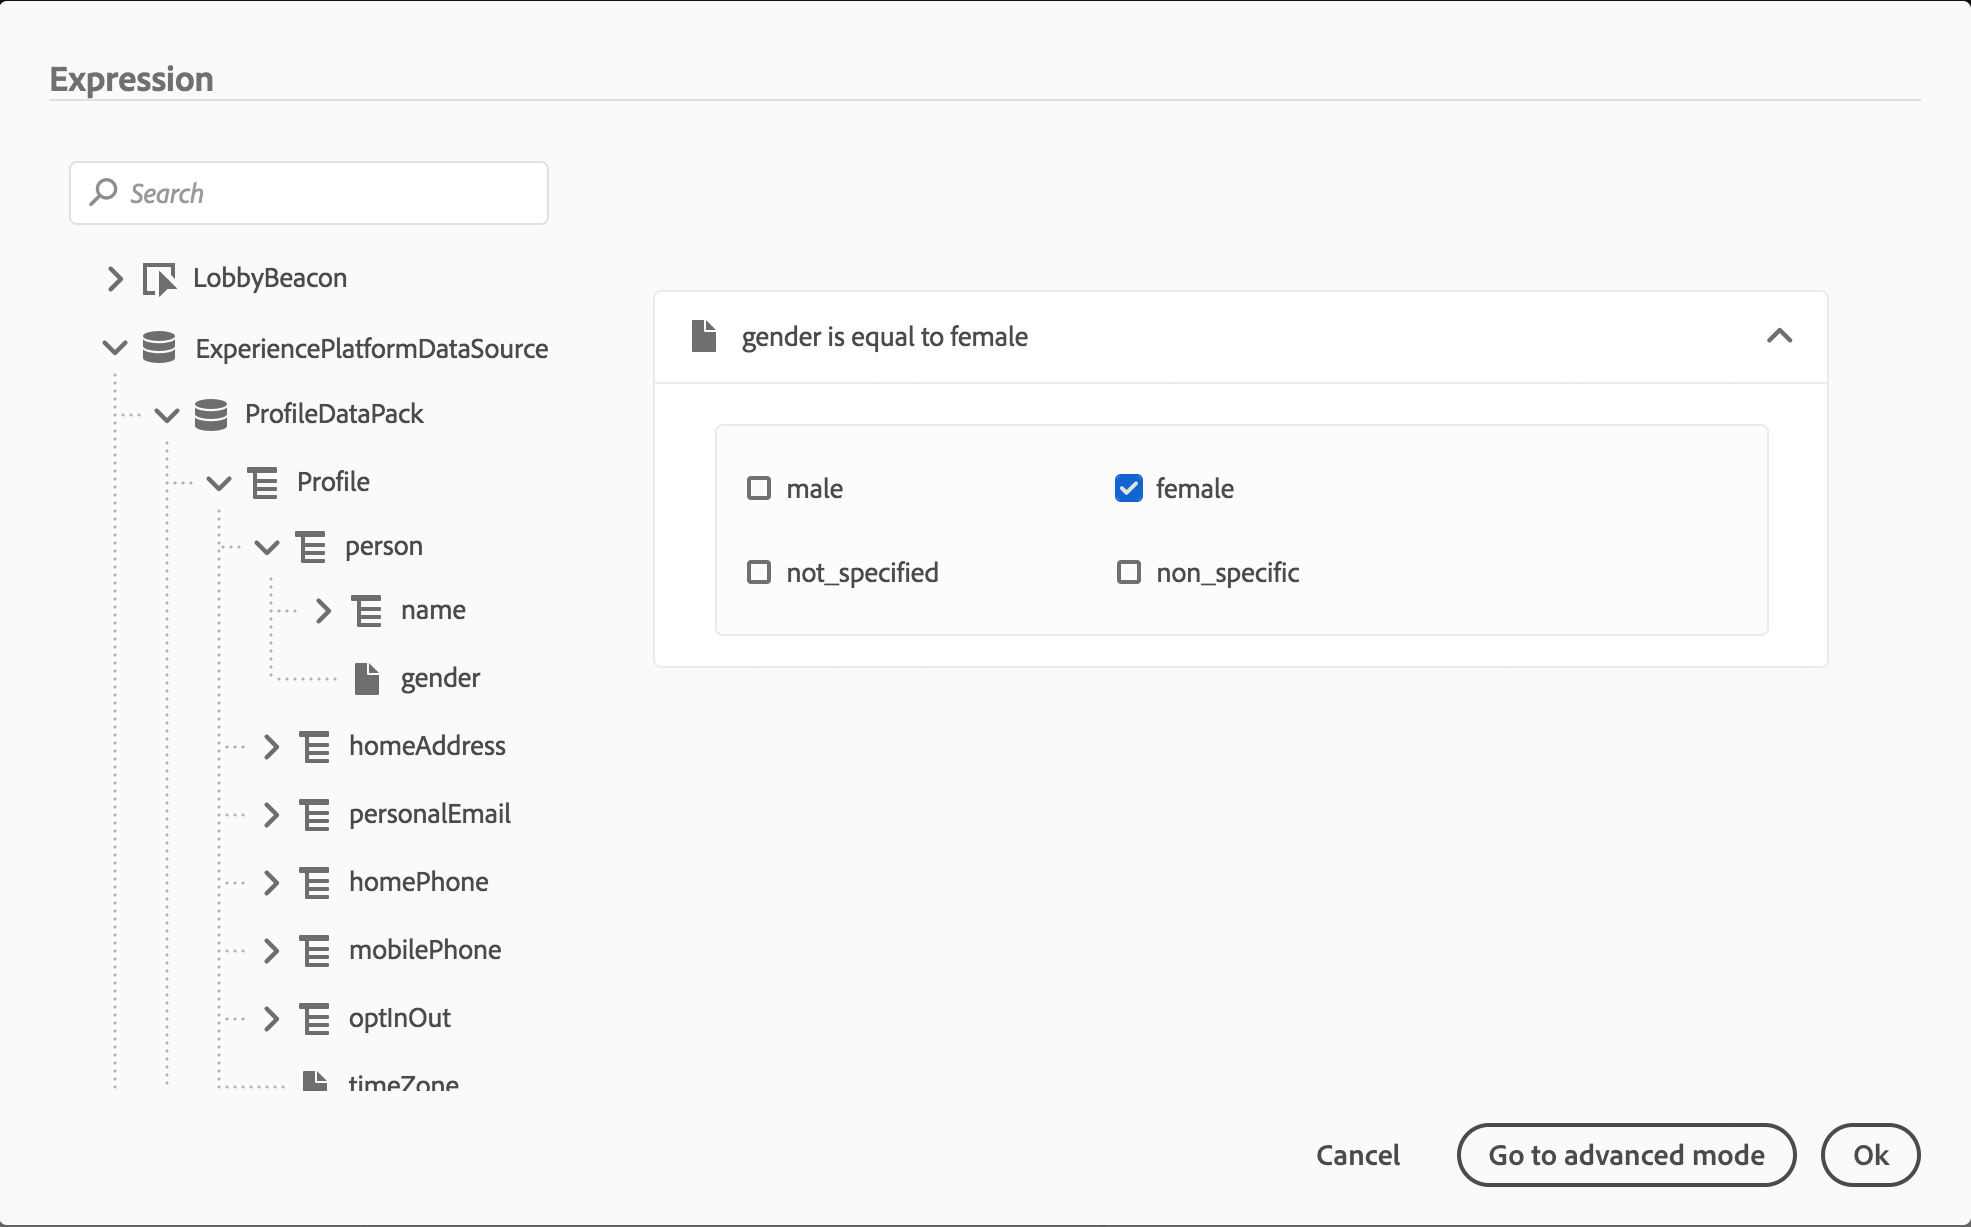 Expression
Search
LobbyBeacon
ExperiencePlatformDataSource
ProfileDataPack
Profile
person
name
gender
homeAddress
personalEmail
homePhone
mobilePhone
optInOut
timeZone
gender is equal to female
male
female
not_specified
non_specific
Cancel
Go to advanced mode
Ok